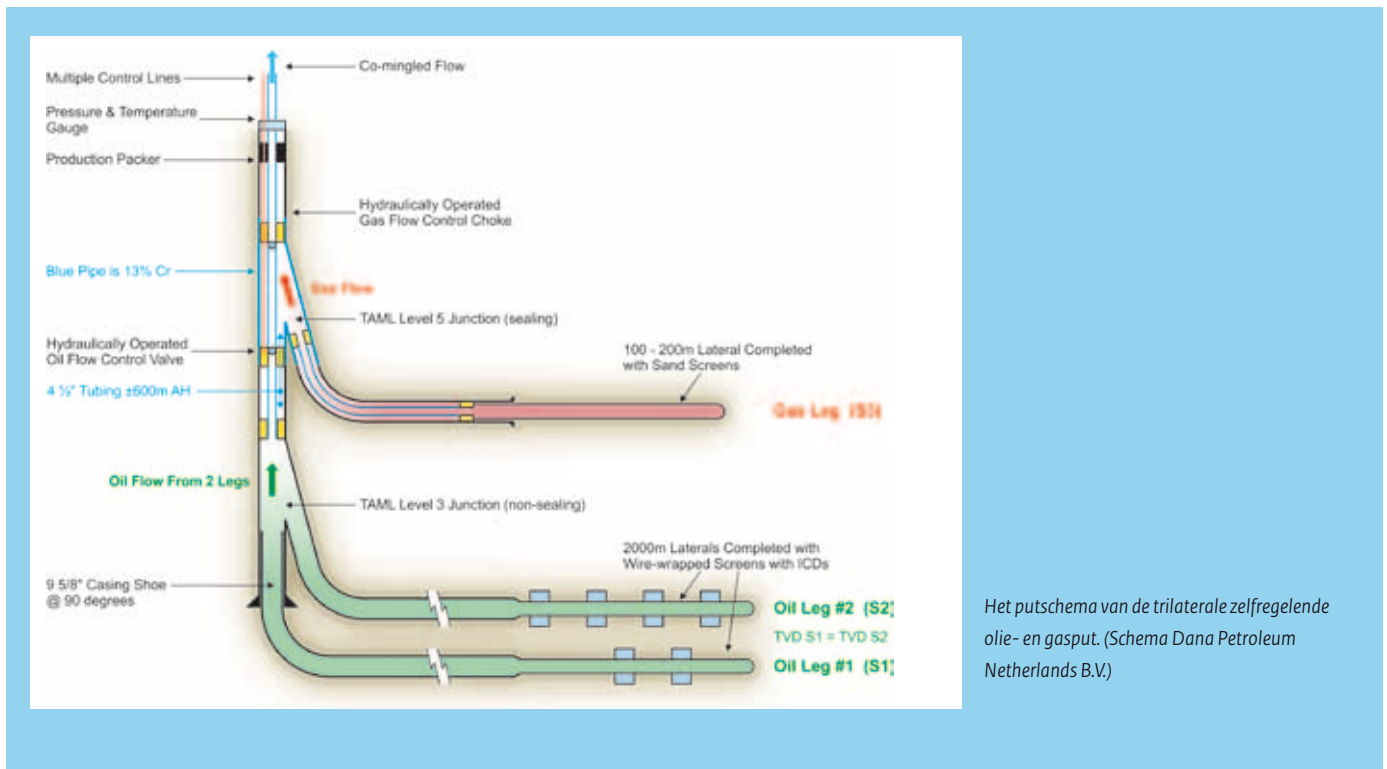 Co-mingled Flow
Multiple Control Lines
Pressure & Temperature
Gauge
Production Packer
Hydraulically Operated
Gas Flow Control Choke
Blue Pipe is 13% Cr
Gas Flow
TAML Level 5 Junction (sealing)
Hydraulically Operated
Oil Flow Control Valve
100 - 200m Lateral Completed
with Sand Screens
4 ½" Tubing ±600m AH
Gas Leg (S3)
Oil Flow From 2 Legs
TAML Level 3 Junction (non-sealing)
2000m Laterals Completed with
Wire-wrapped Screens with ICDs
9 5/8" Casing Shoe
@ 90 degrees
Oil Leg #2 (S2)
TVD S1 = TVD S2
Oil Leg #1 (S1)
Het putschema van de trilaterale zelfregelende
olie- en gasput. (Schema Dana Petroleum
Netherlands B.V.)